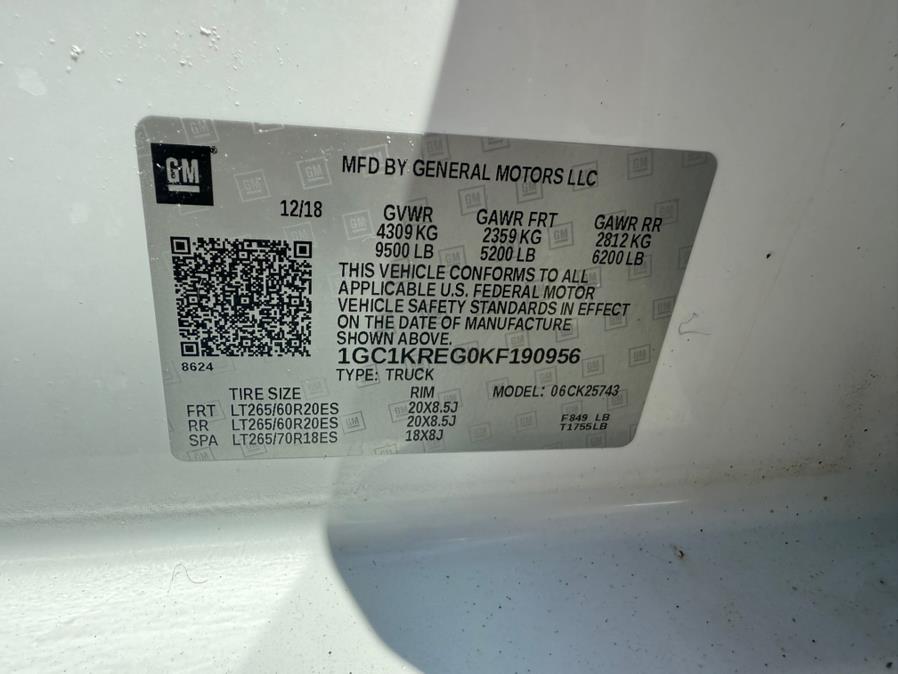 GM
MFD BY GENERAL MOTORS LLC
12/18
GVWR GAWR FRT GAWR RR
4309 KG 2359 KG 2812 KG
9500 LB 5200 LB 6200 LB
THIS VEHICLE CONFORMS TO ALL
APPLICABLE U.S. FEDERAL MOTOR
VEHICLE SAFETY STANDARDS IN EFFECT
ON THE DATE OF MANUFACTURE
SHOWN ABOVE.
8624
1GC1KREG0KF190956
TYPE: TRUCK MODEL: 06CK25743
TIRE SIZE RIM
FRT LT265/60R20ES 20X8.5J F849 LB
RR LT265/60R20ES 20X8.5J T1755LB
SPA LT265/70R18ES 18X8J